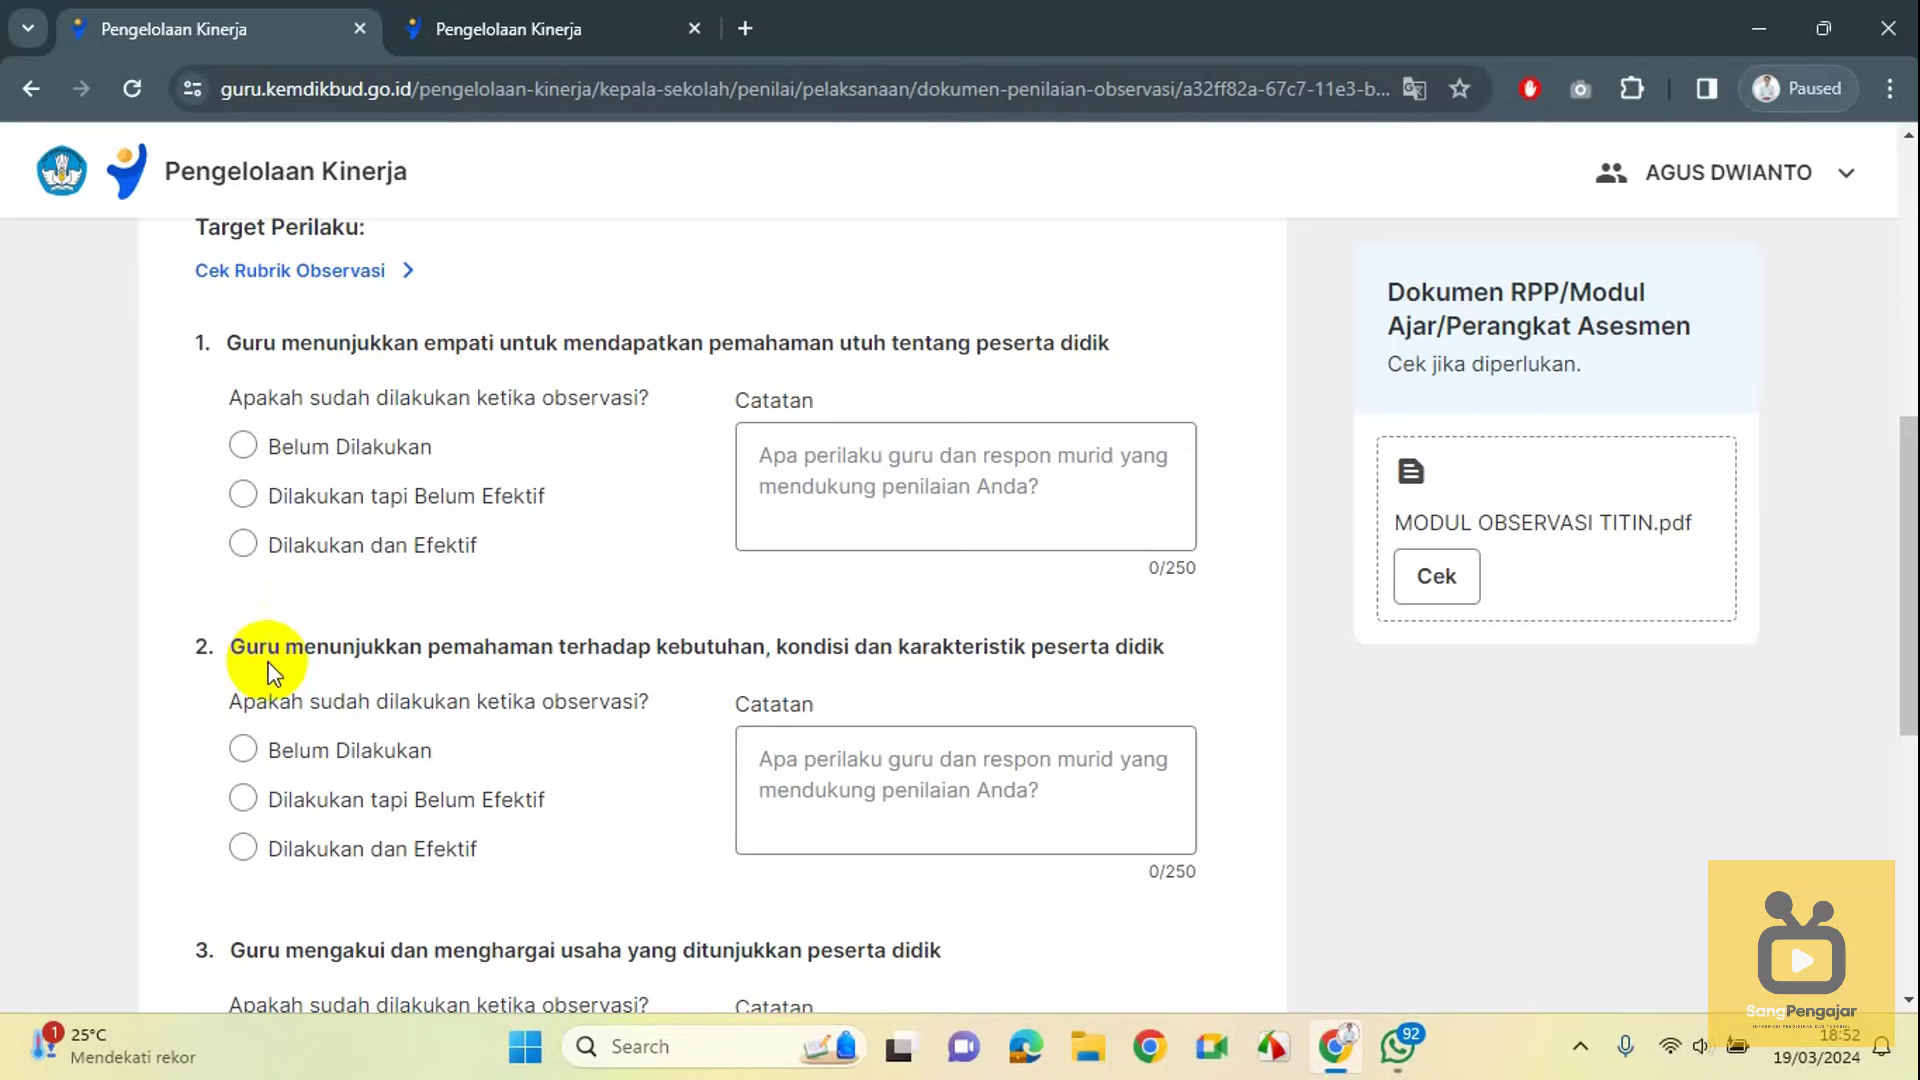 Pengelolaan Kinerja
Pengelolaan Kinerja
guru.kemdikbud.go.id/pengelolaan-kinerja/kepala-sekolah/penilai/pelaksanaan/dokumen-penilaian-observasi/a32ff82a-67c7-11e3-b...
Paused
Pengelolaan Kinerja
AGUS DWIANTO
Target Perilaku:
Cek Rubrik Observasi
1. Guru menunjukkan empati untuk mendapatkan pemahaman utuh tentang peserta didik
Apakah sudah dilakukan ketika observasi?
Belum Dilakukan
Dilakukan tapi Belum Efektif
Dilakukan dan Efektif
Catatan
Apa perilaku guru dan respon murid yang
mendukung penilaian Anda?
0/250
2. Guru menunjukkan pemahaman terhadap kebutuhan, kondisi dan karakteristik peserta didik
Apakah sudah dilakukan ketika observasi?
Belum Dilakukan
Dilakukan tapi Belum Efektif
Dilakukan dan Efektif
Catatan
Apa perilaku guru dan respon murid yang
mendukung penilaian Anda?
0/250
3. Guru mengakui dan menghargai usaha yang ditunjukkan peserta didik
Apakah sudah dilakukan ketika observasi?
Catatan
Dokumen RPP/Modul
Ajar/Perangkat Asesmen
Cek jika diperlukan.
MODUL OBSERVASI TITIN.pdf
Cek
SangPengajar
INFORMASI PENDIDIKAN DAN TUTORIAL
1
25°C
Mendekati rekor
Search
92
18:52
19/03/2024